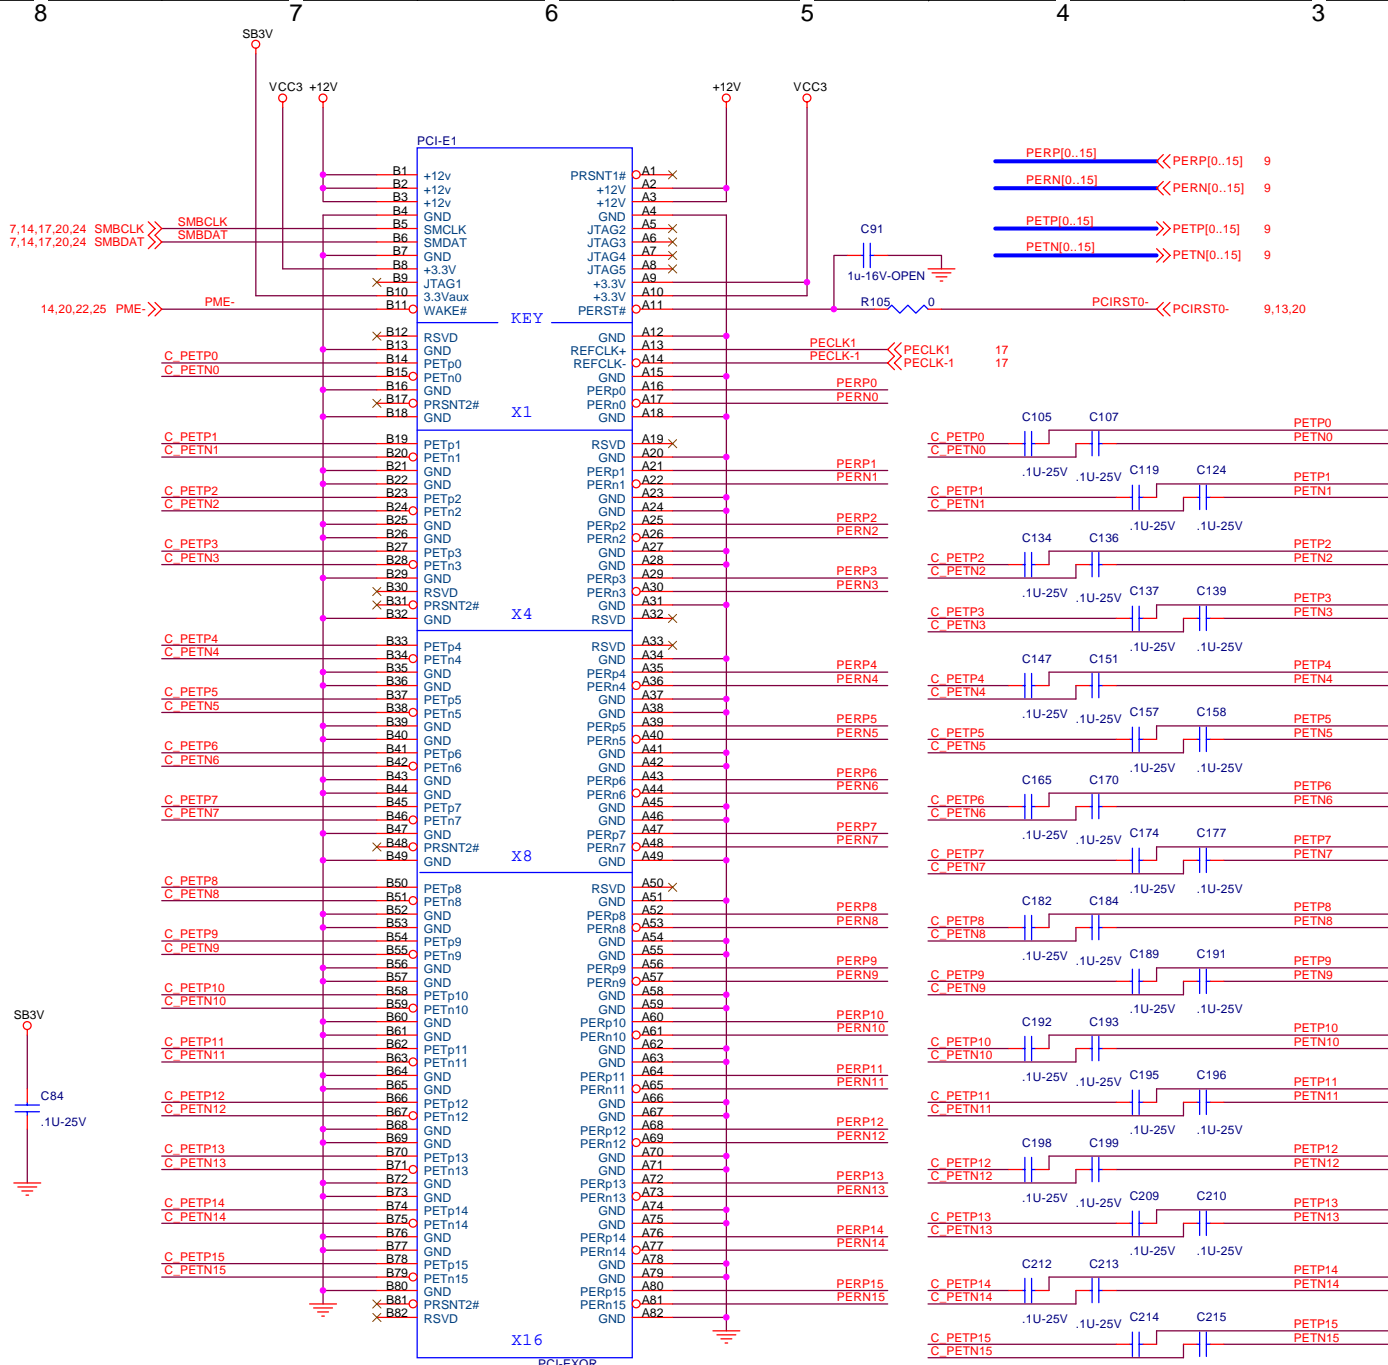 8 7 6 5 4 3
SB3V
VCC3 +12V +12V VCC3
PCI-E1
B1 +12v PRSNT1# A1
B2 +12v +12V A2
B3 +12v +12V A3
B4 GND GND A4
7,14,17,20,24 SMBCLK SMBCLK B5 SMCLK JTAG2 A5
7,14,17,20,24 SMBDAT SMBDAT B6 SMDAT JTAG3 A6
B7 GND JTAG4 A7
B8 +3.3V JTAG5 A8
B9 JTAG1 +3.3V A9
B10 3.3Vaux +3.3V A10
14,20,22,25 PME- PME- B11 WAKE# PERST# A11
KEY
B12 RSVD GND A12
B13 GND REFCLK+ A13 PECLK1 PECLK1 17
C_PETP0 B14 PETp0 REFCLK- A14 PECLK-1 PECLK-1 17
C_PETN0 B15 PETn0 GND A15
B16 GND PERp0 A16 PERP0
B17 PRSNT2# PERn0 A17 PERN0
B18 GND X1 GND A18
C_PETP1 B19 PETp1 RSVD A19
C_PETN1 B20 PETn1 GND A20
B21 GND PERp1 A21 PERP1
B22 GND PERn1 A22 PERN1
C_PETP2 B23 PETp2 GND A23
C_PETN2 B24 PETn2 GND A24
B25 GND PERp2 A25 PERP2
B26 GND PERn2 A26 PERN2
C_PETP3 B27 PETp3 GND A27
C_PETN3 B28 PETn3 GND A28
B29 GND PERp3 A29 PERP3
B30 RSVD PERn3 A30 PERN3
B31 PRSNT2# GND A31
B32 GND X4 RSVD A32
C_PETP4 B33 PETp4 RSVD A33
C_PETN4 B34 PETn4 GND A34
B35 GND PERp4 A35 PERP4
B36 GND PERn4 A36 PERN4
C_PETP5 B37 PETp5 GND A37
C_PETN5 B38 PETn5 GND A38
B39 GND PERp5 A39 PERP5
B40 GND PERn5 A40 PERN5
C_PETP6 B41 PETp6 GND A41
C_PETN6 B42 PETn6 GND A42
B43 GND PERp6 A43 PERP6
B44 GND PERn6 A44 PERN6
C_PETP7 B45 PETp7 GND A45
C_PETN7 B46 PETn7 GND A46
B47 GND PERp7 A47 PERP7
B48 PRSNT2# PERn7 A48 PERN7
B49 GND X8 GND A49
C_PETP8 B50 PETp8 RSVD A50
C_PETN8 B51 PETn8 GND A51
B52 GND PERp8 A52 PERP8
B53 GND PERn8 A53 PERN8
C_PETP9 B54 PETp9 GND A54
C_PETN9 B55 PETn9 GND A55
B56 GND PERp9 A56 PERP9
B57 GND PERn9 A57 PERN9
C_PETP10 B58 PETp10 GND A58
C_PETN10 B59 PETn10 GND A59
B60 GND PERp10 A60 PERP10
B61 GND PERn10 A61 PERN10
C_PETP11 B62 PETp11 GND A62
C_PETN11 B63 PETn11 GND A63
B64 GND PERp11 A64 PERP11
B65 GND PERn11 A65 PERN11
C_PETP12 B66 PETp12 GND A66
C_PETN12 B67 PETn12 GND A67
B68 GND PERp12 A68 PERP12
B69 GND PERn12 A69 PERN12
C_PETP13 B70 PETp13 GND A70
C_PETN13 B71 PETn13 GND A71
B72 GND PERp13 A72 PERP13
B73 GND PERn13 A73 PERN13
C_PETP14 B74 PETp14 GND A74
C_PETN14 B75 PETn14 GND A75
B76 GND PERp14 A76 PERP14
B77 GND PERn14 A77 PERN14
C_PETP15 B78 PETp15 GND A78
C_PETN15 B79 PETn15 GND A79
B80 GND PERp15 A80 PERP15
B81 PRSNT2# PERn15 A81 PERN15
B82 RSVD GND A82
X16
PCI-EXOR
SB3V
C84
.1U-25V
PERP[0..15] PERP[0..15] 9
PERN[0..15] PERN[0..15] 9
PETP[0..15] PETP[0..15] 9
PETN[0..15] PETN[0..15] 9
C91
1u-16V-OPEN
R105 0 PCIRST0- PCIRST0- 9,13,20
C105 C107 PETP0
C_PETP0 PETN0
C_PETN0
.1U-25V .1U-25V C119 C124 PETP1
C_PETP1 PETN1
C_PETN1
.1U-25V .1U-25V
C134 C136 PETP2
C_PETP2 PETN2
C_PETN2
.1U-25V .1U-25V C137 C139 PETP3
C_PETP3 PETN3
C_PETN3
.1U-25V .1U-25V
C147 C151 PETP4
C_PETP4 PETN4
C_PETN4
.1U-25V .1U-25V C157 C158 PETP5
C_PETP5 PETN5
C_PETN5
.1U-25V .1U-25V
C165 C170 PETP6
C_PETP6 PETN6
C_PETN6
.1U-25V .1U-25V C174 C177 PETP7
C_PETP7 PETN7
C_PETN7
.1U-25V .1U-25V
C182 C184 PETP8
C_PETP8 PETN8
C_PETN8
.1U-25V .1U-25V C189 C191 PETP9
C_PETP9 PETN9
C_PETN9
.1U-25V .1U-25V
C192 C193 PETP10
C_PETP10 PETN10
C_PETN10
.1U-25V .1U-25V C195 C196 PETP11
C_PETP11 PETN11
C_PETN11
.1U-25V .1U-25V
C198 C199 PETP12
C_PETP12 PETN12
C_PETN12
.1U-25V .1U-25V C209 C210 PETP13
C_PETP13 PETN13
C_PETN13
.1U-25V .1U-25V
C212 C213 PETP14
C_PETP14 PETN14
C_PETN14
.1U-25V .1U-25V C214 C215 PETP15
C_PETP15 PETN15
C_PETN15